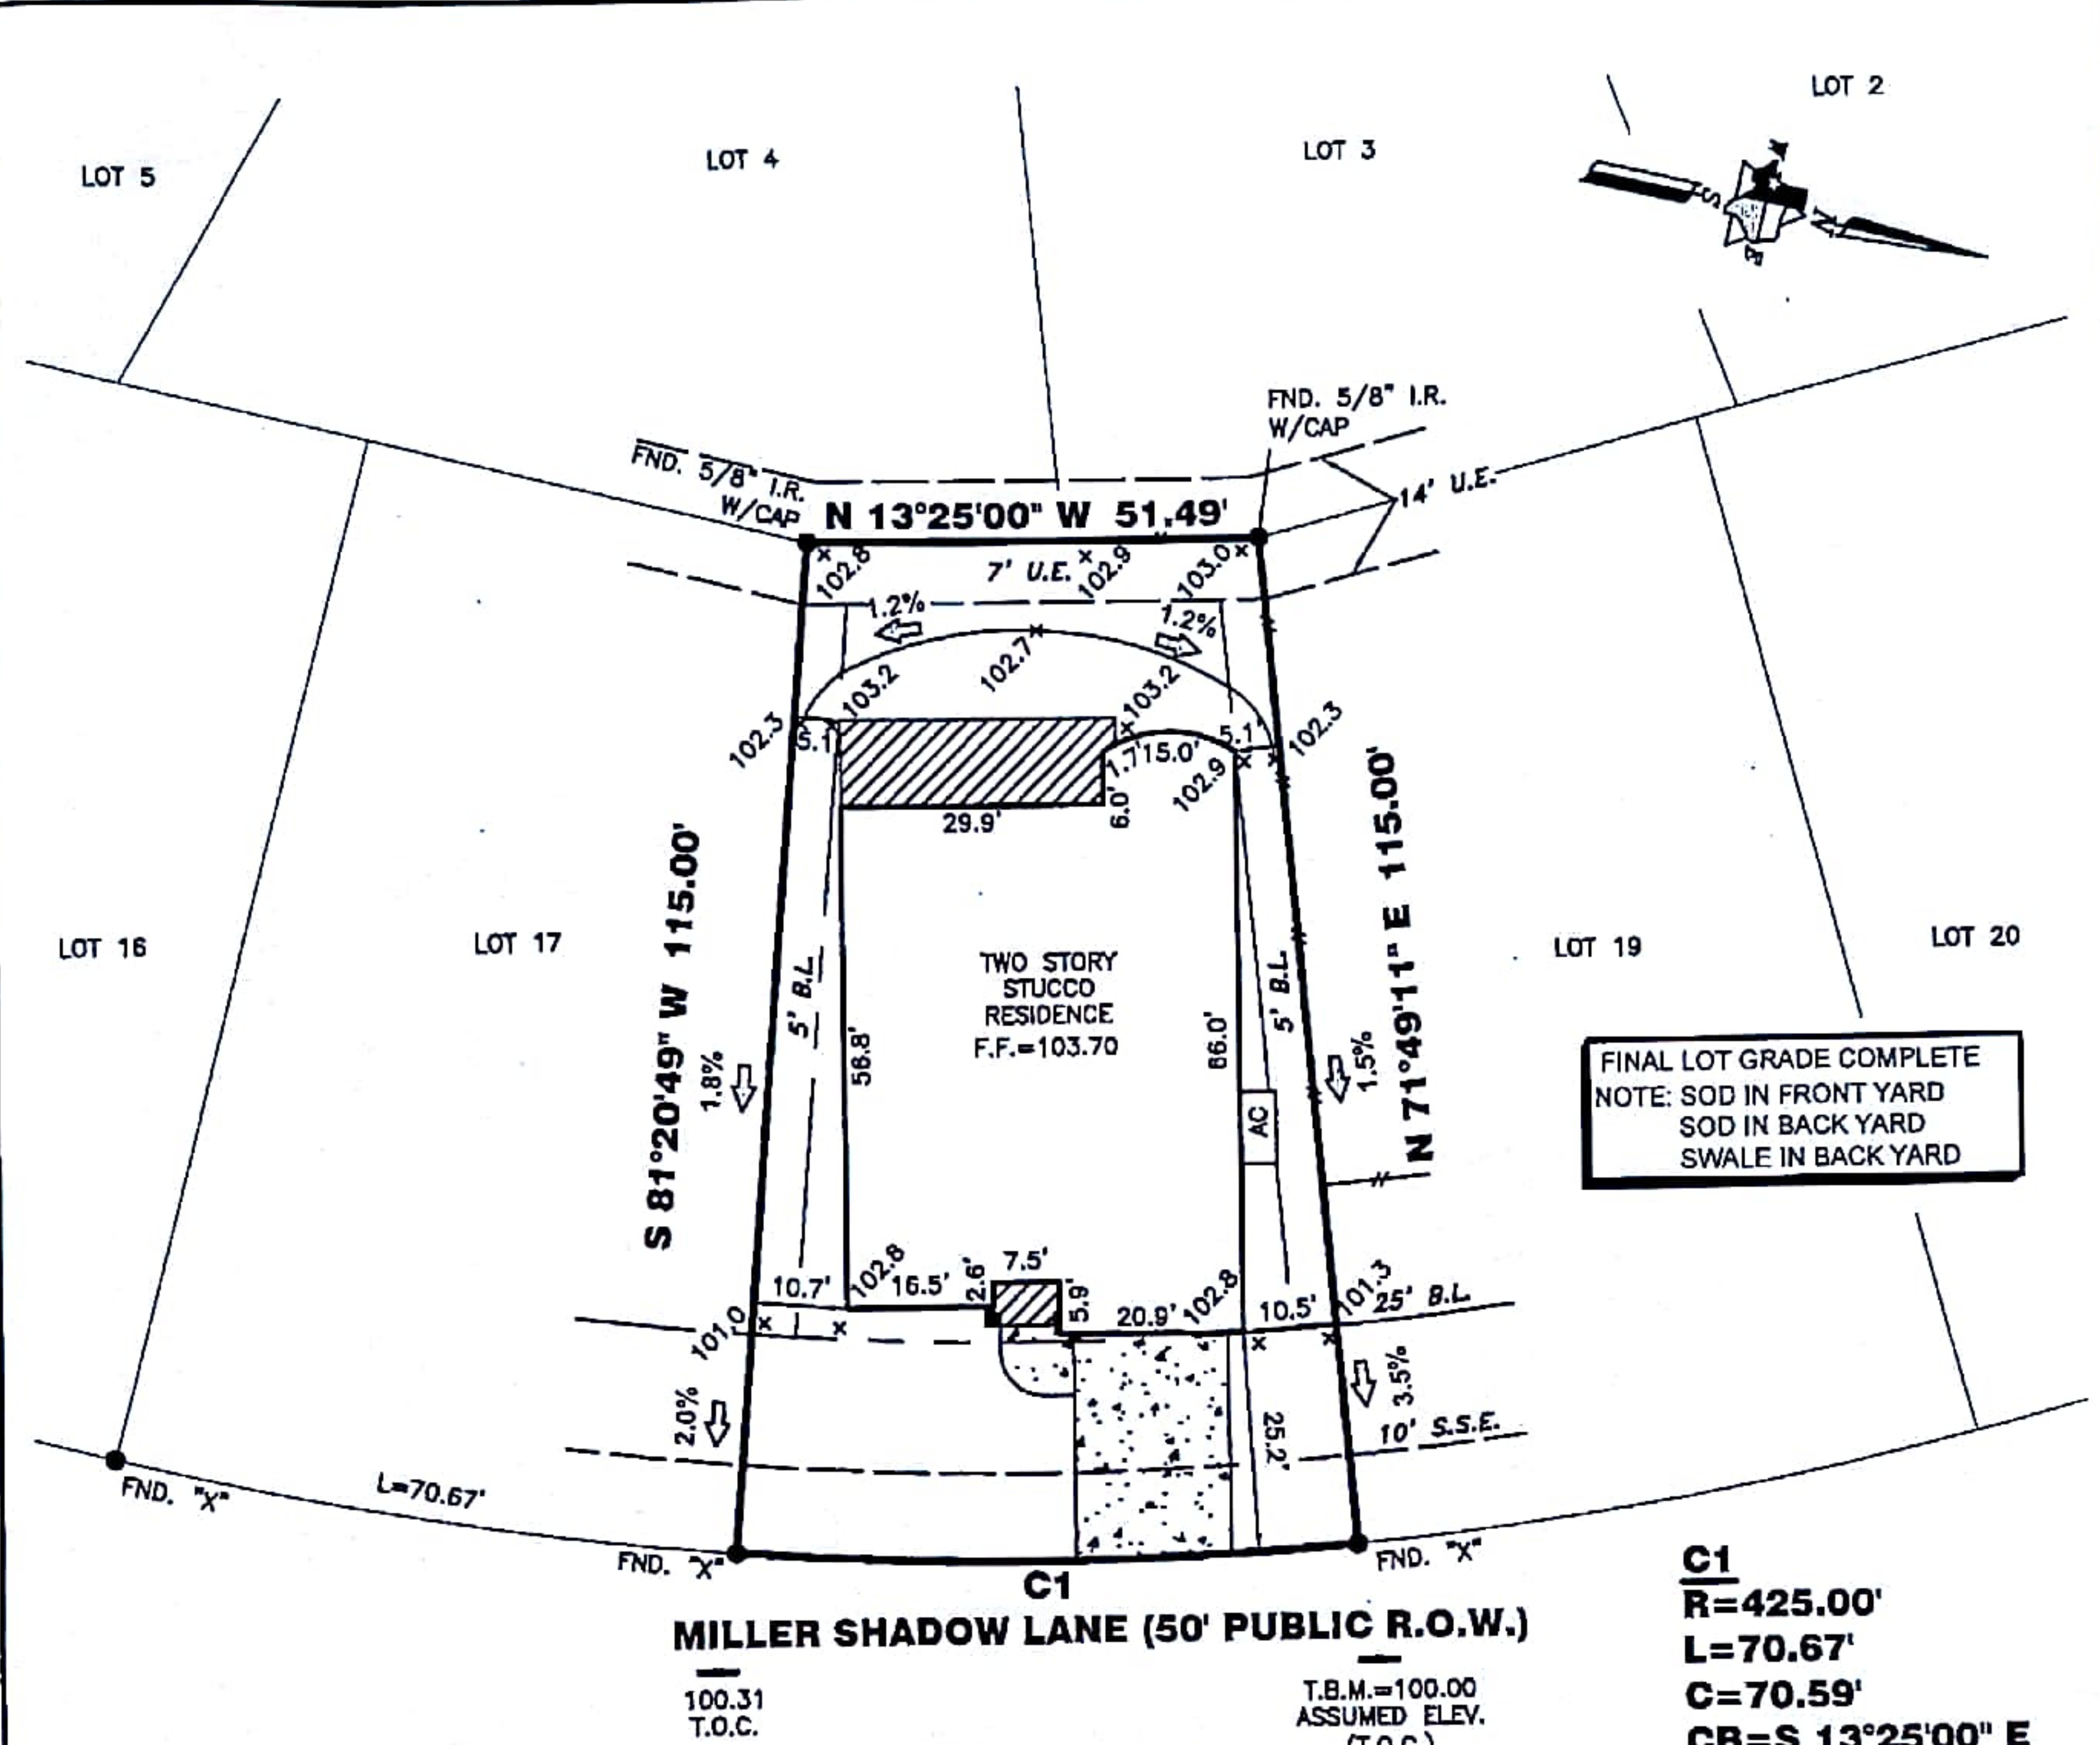 LOT 2
LOT 5
LOT 4
LOT 3
S
N
FND. 5/8" I.R.
W/CAP
FND. 5/8" I.R.
W/CAP
14' U.E.
N 13°25'00" W 51.49'
102.8
7' U.E.
102.9
103.0
1.2%
1.2%
103.2
102.7
103.2
102.3
5.1'
5.1'
102.3
1.7'
15.0'
102.9
6.0'
29.9'
S 81°20'49" W 115.00'
N 71°49'11" E 115.00'
LOT 16
LOT 17
LOT 19
LOT 20
5' B.L.
5' B.L.
TWO STORY
STUCCO
RESIDENCE
F.F.=103.70
66.0'
1.8%
1.5%
AC
FINAL LOT GRADE COMPLETE
NOTE: SOD IN FRONT YARD
SOD IN BACK YARD
SWALE IN BACK YARD
10.7'
102.8
16.5'
2.6'
7.5'
5.9'
20.9'
102.8
10.5'
101.3
25' B.L.
101.0
2.0%
3.5%
25.2'
10' S.S.E.
FND. "X"
L=70.67'
FND. "X"
FND. "X"
C1
MILLER SHADOW LANE (50' PUBLIC R.O.W.)
100.31
T.O.C.
T.B.M.=100.00
ASSUMED ELEV.
(T.O.C.)
C1
R=425.00'
L=70.67'
C=70.59'
CB=S 13°25'00" E